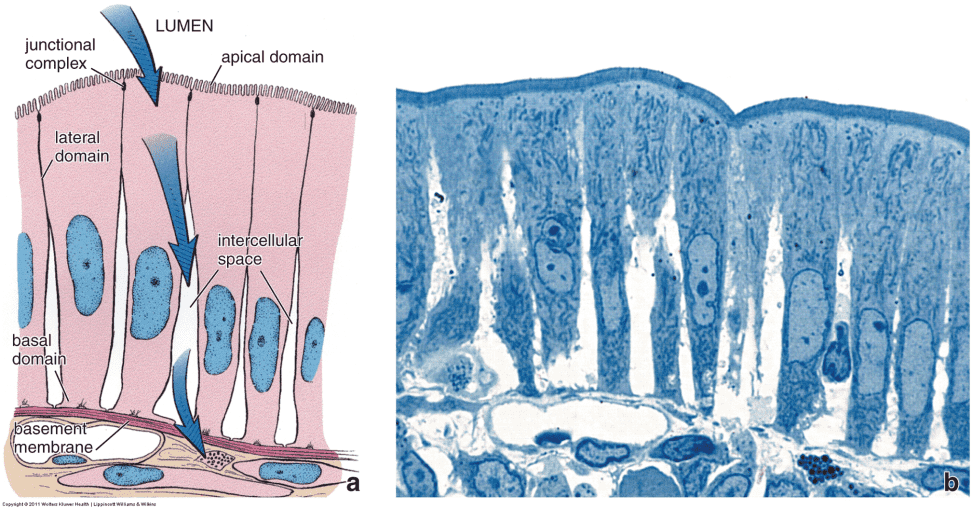 LUMEN
junctional
complex
apical domain
lateral
domain
intercellular
space
basal
domain
basement
membrane
a
b
Copyright © 2011 Wolters Kluwer Health | Lippincott Williams & Wilkins